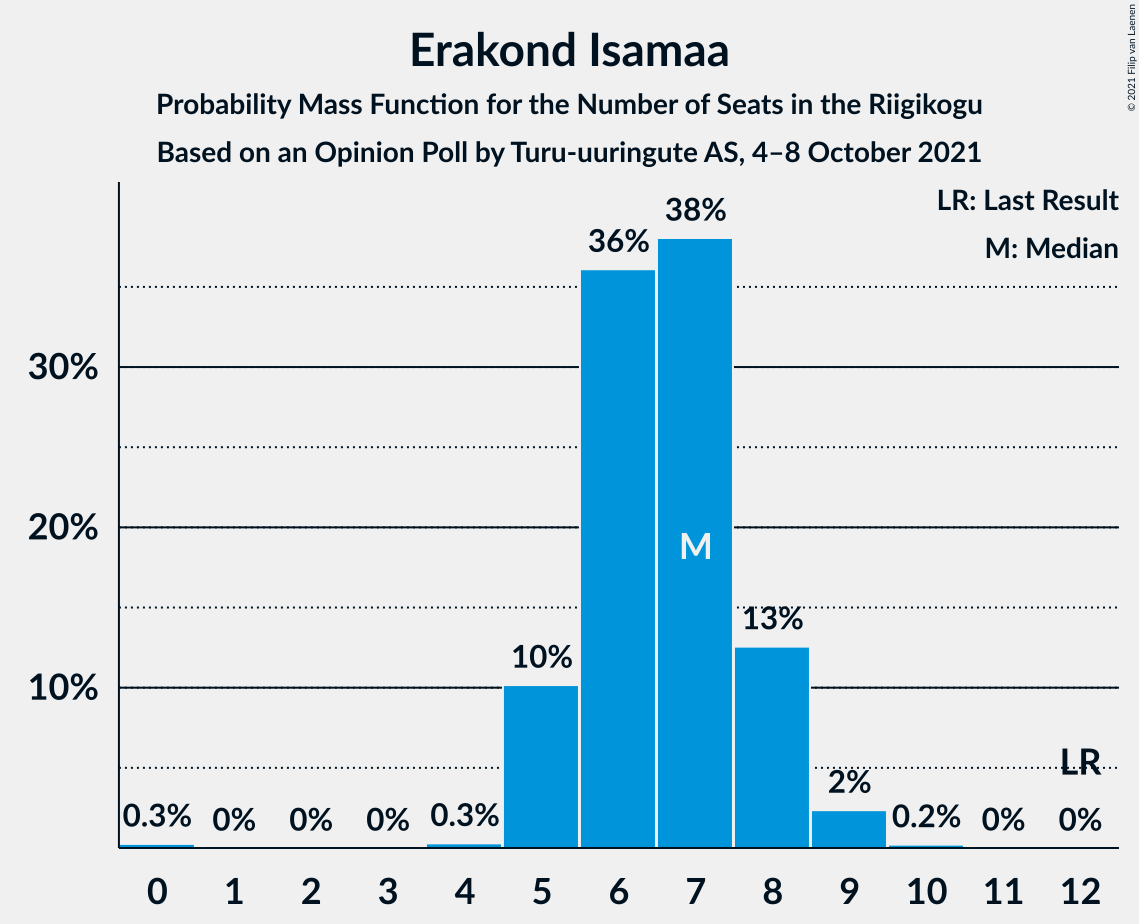 Erakond Isamaa
Probability Mass Function for the Number of Seats in the Riigikogu
Based on an Opinion Poll by Turu-uuringute AS, 4–8 October 2021
© 2021 Filip van Laenen
LR: Last Result
M: Median
38%
36%
30%
20%
M
13%
10%
10%
LR
2%
0.3% 0% 0% 0% 0.3% 0.2% 0% 0%
0 1 2 3 4 5 6 7 8 9 10 11 12